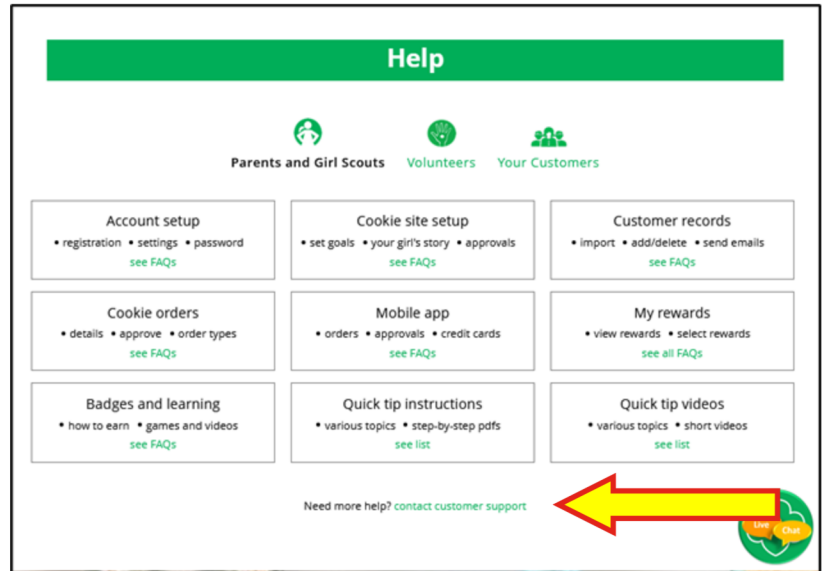 Help
Parents and Girl Scouts Volunteers Your Customers
Account setup
• registration • settings • password
see FAQs
Cookie site setup
• set goals • your girl's story • approvals
see FAQs
Customer records
• import • add/delete • send emails
see FAQs
Cookie orders
• details • approve • order types
see FAQs
Mobile app
• orders • approvals • credit cards
see FAQs
My rewards
• view rewards • select rewards
see all FAQs
Badges and learning
• how to earn • games and videos
see FAQs
Quick tip instructions
• various topics • step-by-step pdfs
see list
Quick tip videos
• various topics • short videos
see list
Need more help? contact customer support
Live
Chat